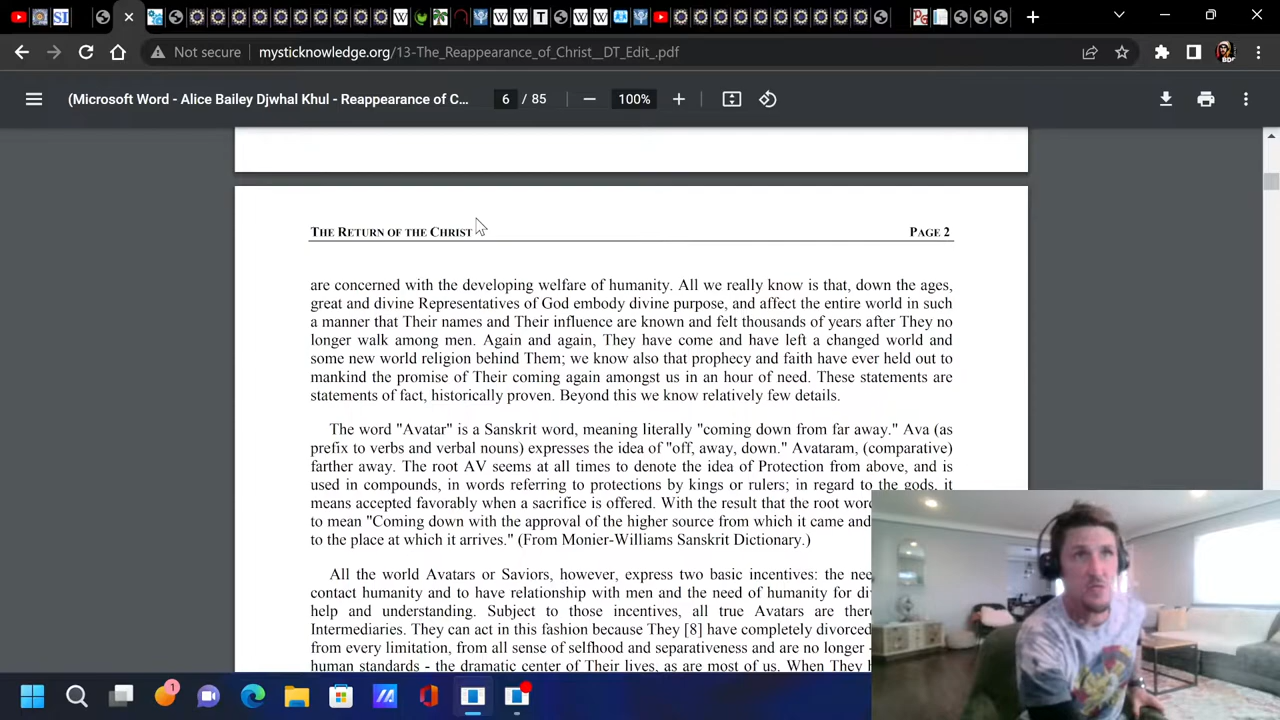 Not secure
mysticknowledge.org/13-The_Reappearance_of_Christ__DT_Edit_.pdf
(Microsoft Word - Alice Bailey Djwhal Khul - Reappearance of C...
6 / 85
100%
THE RETURN OF THE CHRIST PAGE 2
are concerned with the developing welfare of humanity. All we really know is that, down the ages,
great and divine Representatives of God embody divine purpose, and affect the entire world in such
a manner that Their names and Their influence are known and felt thousands of years after They no
longer walk among men. Again and again, They have come and have left a changed world and
some new world religion behind Them; we know also that prophecy and faith have ever held out to
mankind the promise of Their coming again amongst us in an hour of need. These statements are
statements of fact, historically proven. Beyond this we know relatively few details.
The word "Avatar" is a Sanskrit word, meaning literally "coming down from far away." Ava (as
prefix to verbs and verbal nouns) expresses the idea of "off, away, down." Avataram, (comparative)
farther away. The root AV seems at all times to denote the idea of Protection from above, and is
used in compounds, in words referring to protections by kings or rulers; in regard to the gods, it
means accepted favorably when a sacrifice is offered. With the result that the root
to mean "Coming down with the approval of the higher source from which it came and
to the place at which it arrives." (From Monier-Williams Sanskrit Dictionary.)
All the world Avatars or Saviors, however, express two basic incentives: the
contact humanity and to have relationship with men and the need of humanity for
help and understanding. Subject to those incentives, all true Avatars are
Intermediaries. They can act in this fashion because They [8] have completely divorced
from every limitation, from all sense of selfhood and separativeness and are no longer -
human standards - the dramatic center of Their lives, as are most of us. When They